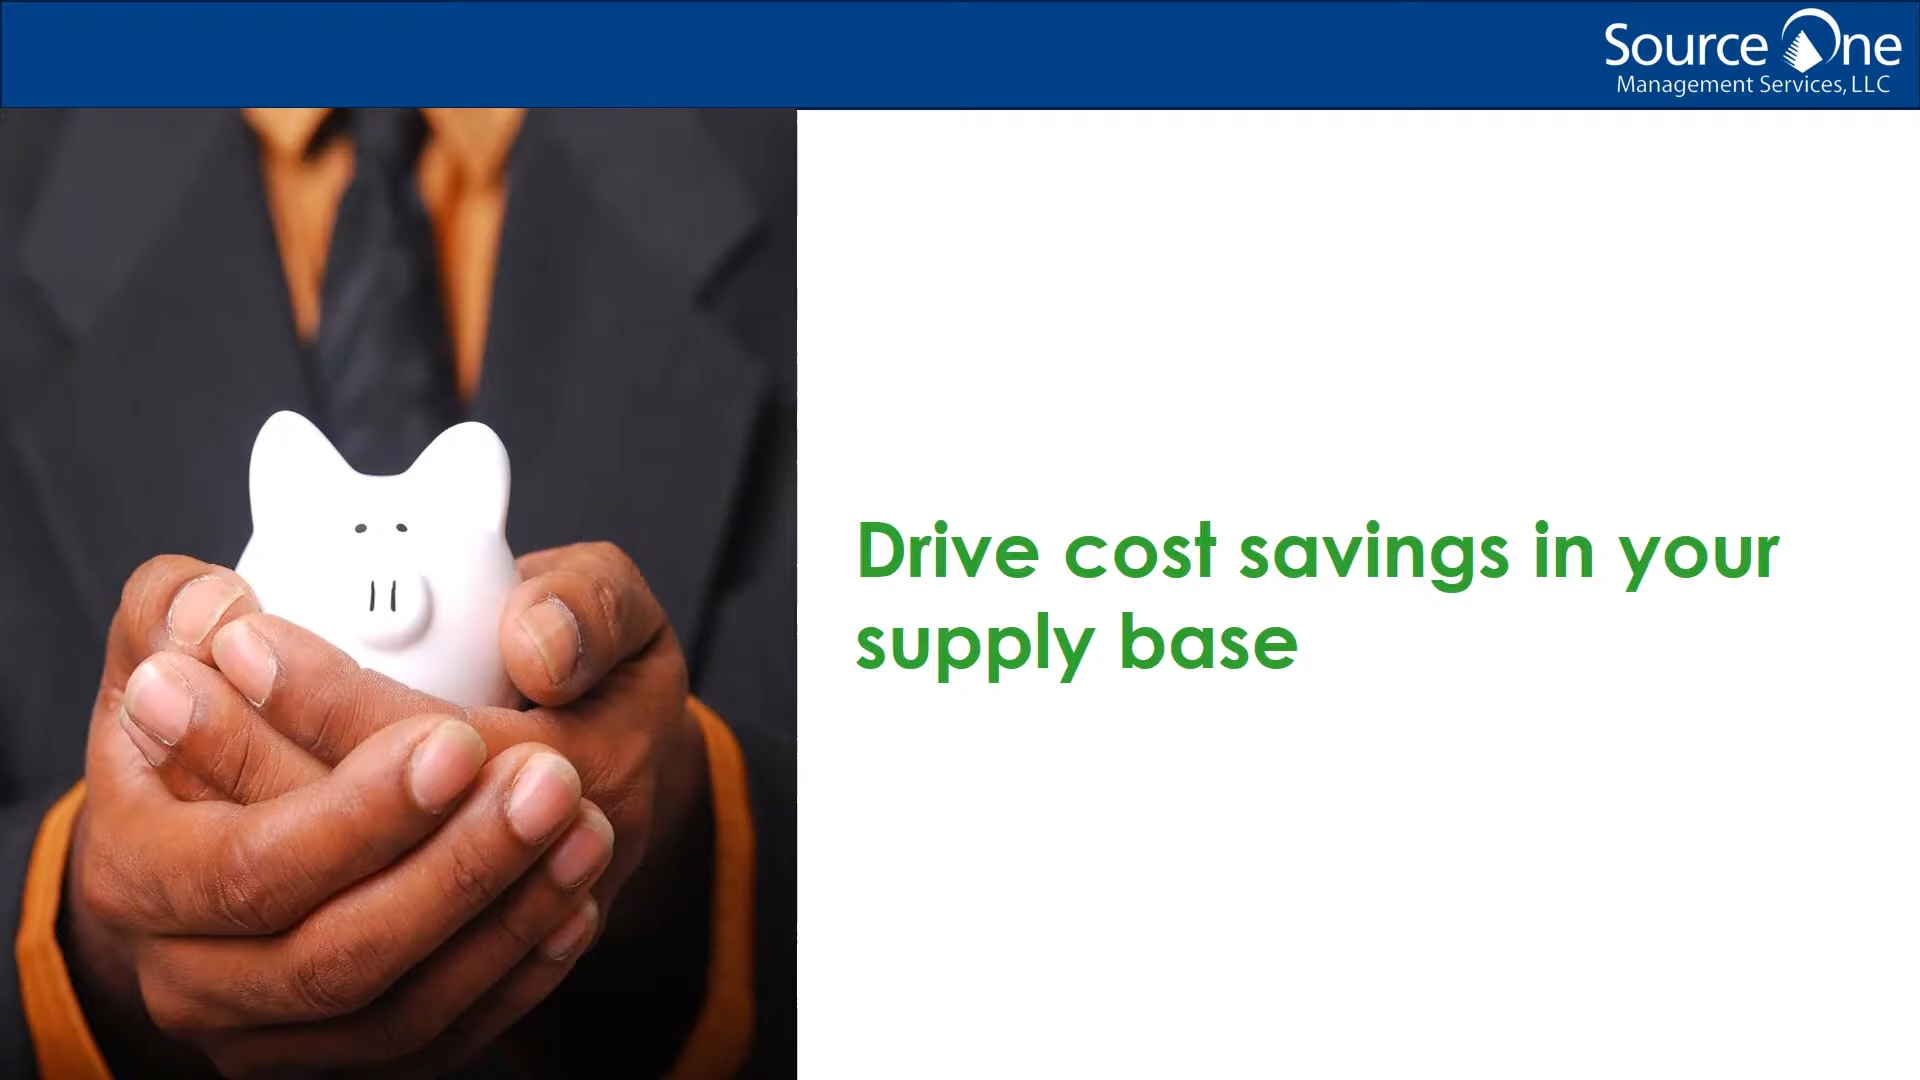 Source One
Management Services, LLC
Drive cost savings in your
supply base